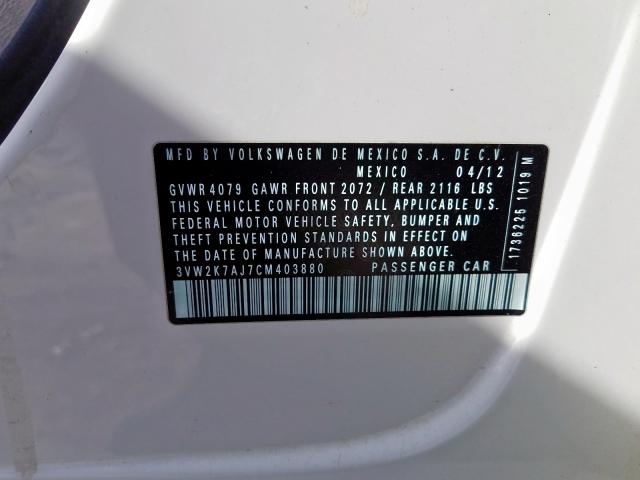 MFD BY VOLKSWAGEN DE MEXICO S.A. DE C.V.
MEXICO 04/12
GVWR 4079 GAWR FRONT 2072 / REAR 2116 LBS
THIS VEHICLE CONFORMS TO ALL APPLICABLE U.S.
FEDERAL MOTOR VEHICLE SAFETY, BUMPER AND
THEFT PREVENTION STANDARDS IN EFFECT ON
THE DATE OF MANUFACTURE SHOWN ABOVE.
3VW2K7AJ7CM403880 PASSENGER CAR
1736225 1019 M